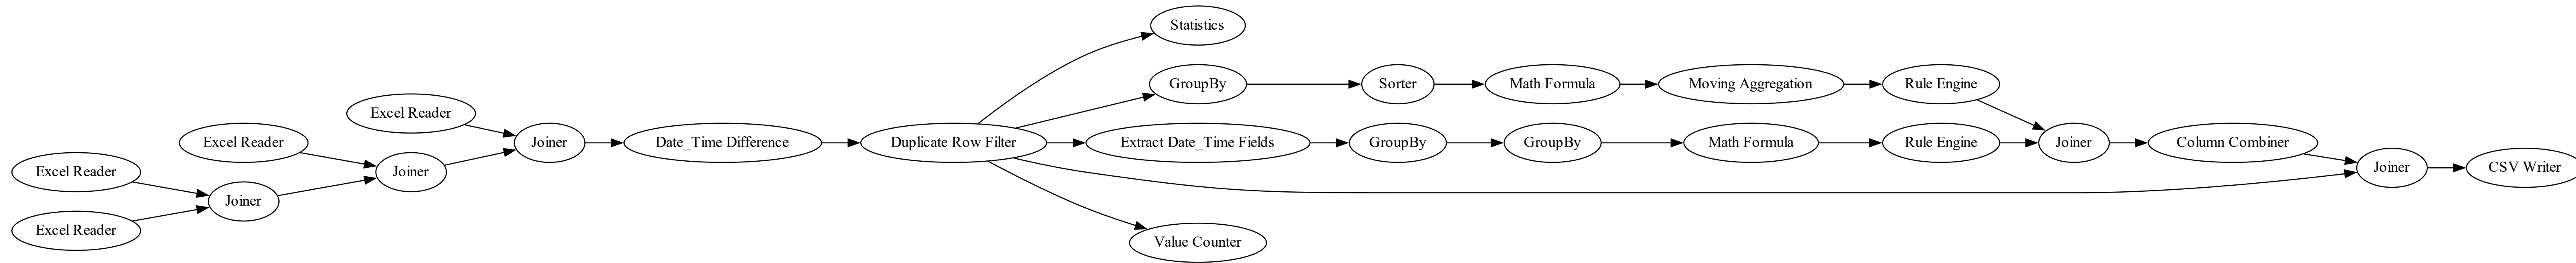 Statistics
GroupBy
Sorter
Math Formula
Moving Aggregation
Rule Engine
Excel Reader
Excel Reader
Joiner
Date_Time Difference
Duplicate Row Filter
Extract Date_Time Fields
GroupBy
GroupBy
Math Formula
Rule Engine
Joiner
Column Combiner
Excel Reader
Joiner
Joiner
CSV Writer
Joiner
Excel Reader
Value Counter